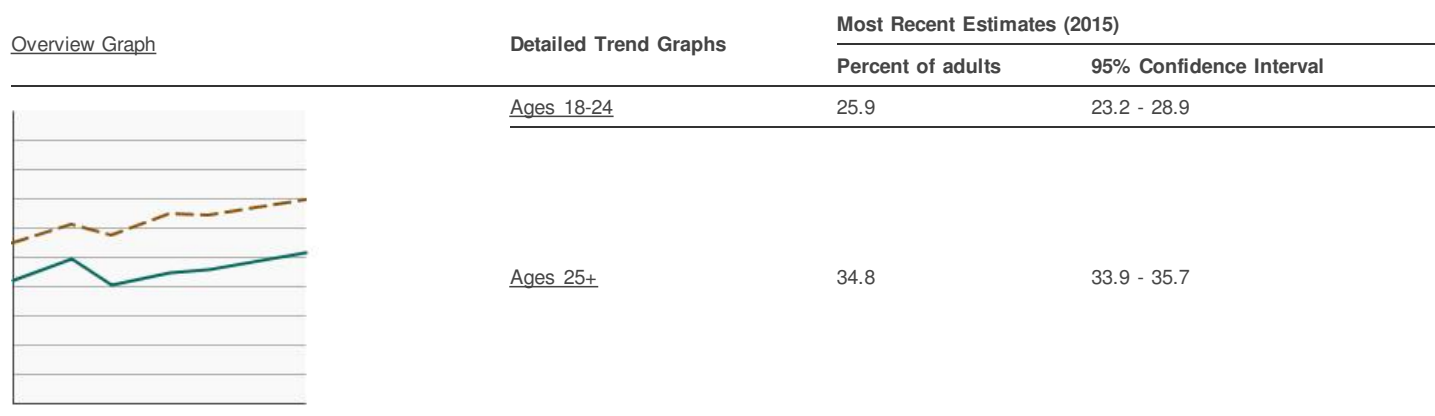 Overview Graph
Detailed Trend Graphs
Most Recent Estimates (2015)
Percent of adults
95% Confidence Interval
Ages 18-24
25.9
23.2 - 28.9
Ages 25+
34.8
33.9 - 35.7